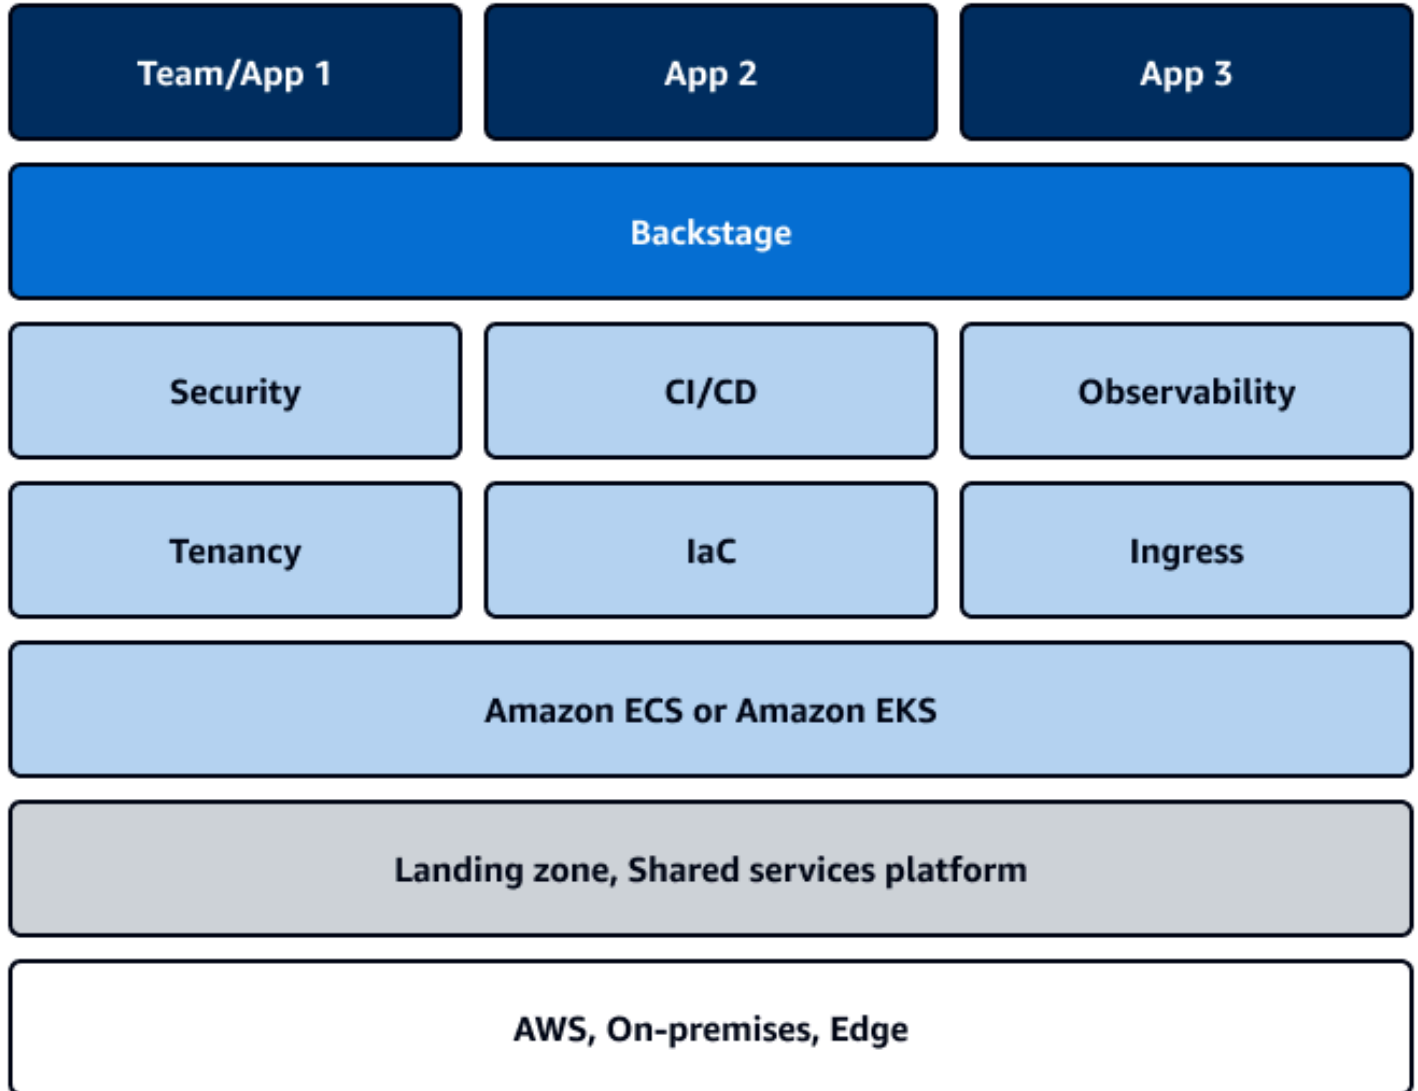 Team/App 1
App 2
App 3
Backstage
Security
CI/CD
Observability
Tenancy
IaC
Ingress
Amazon ECS or Amazon EKS
Landing zone, Shared services platform
AWS, On-premises, Edge